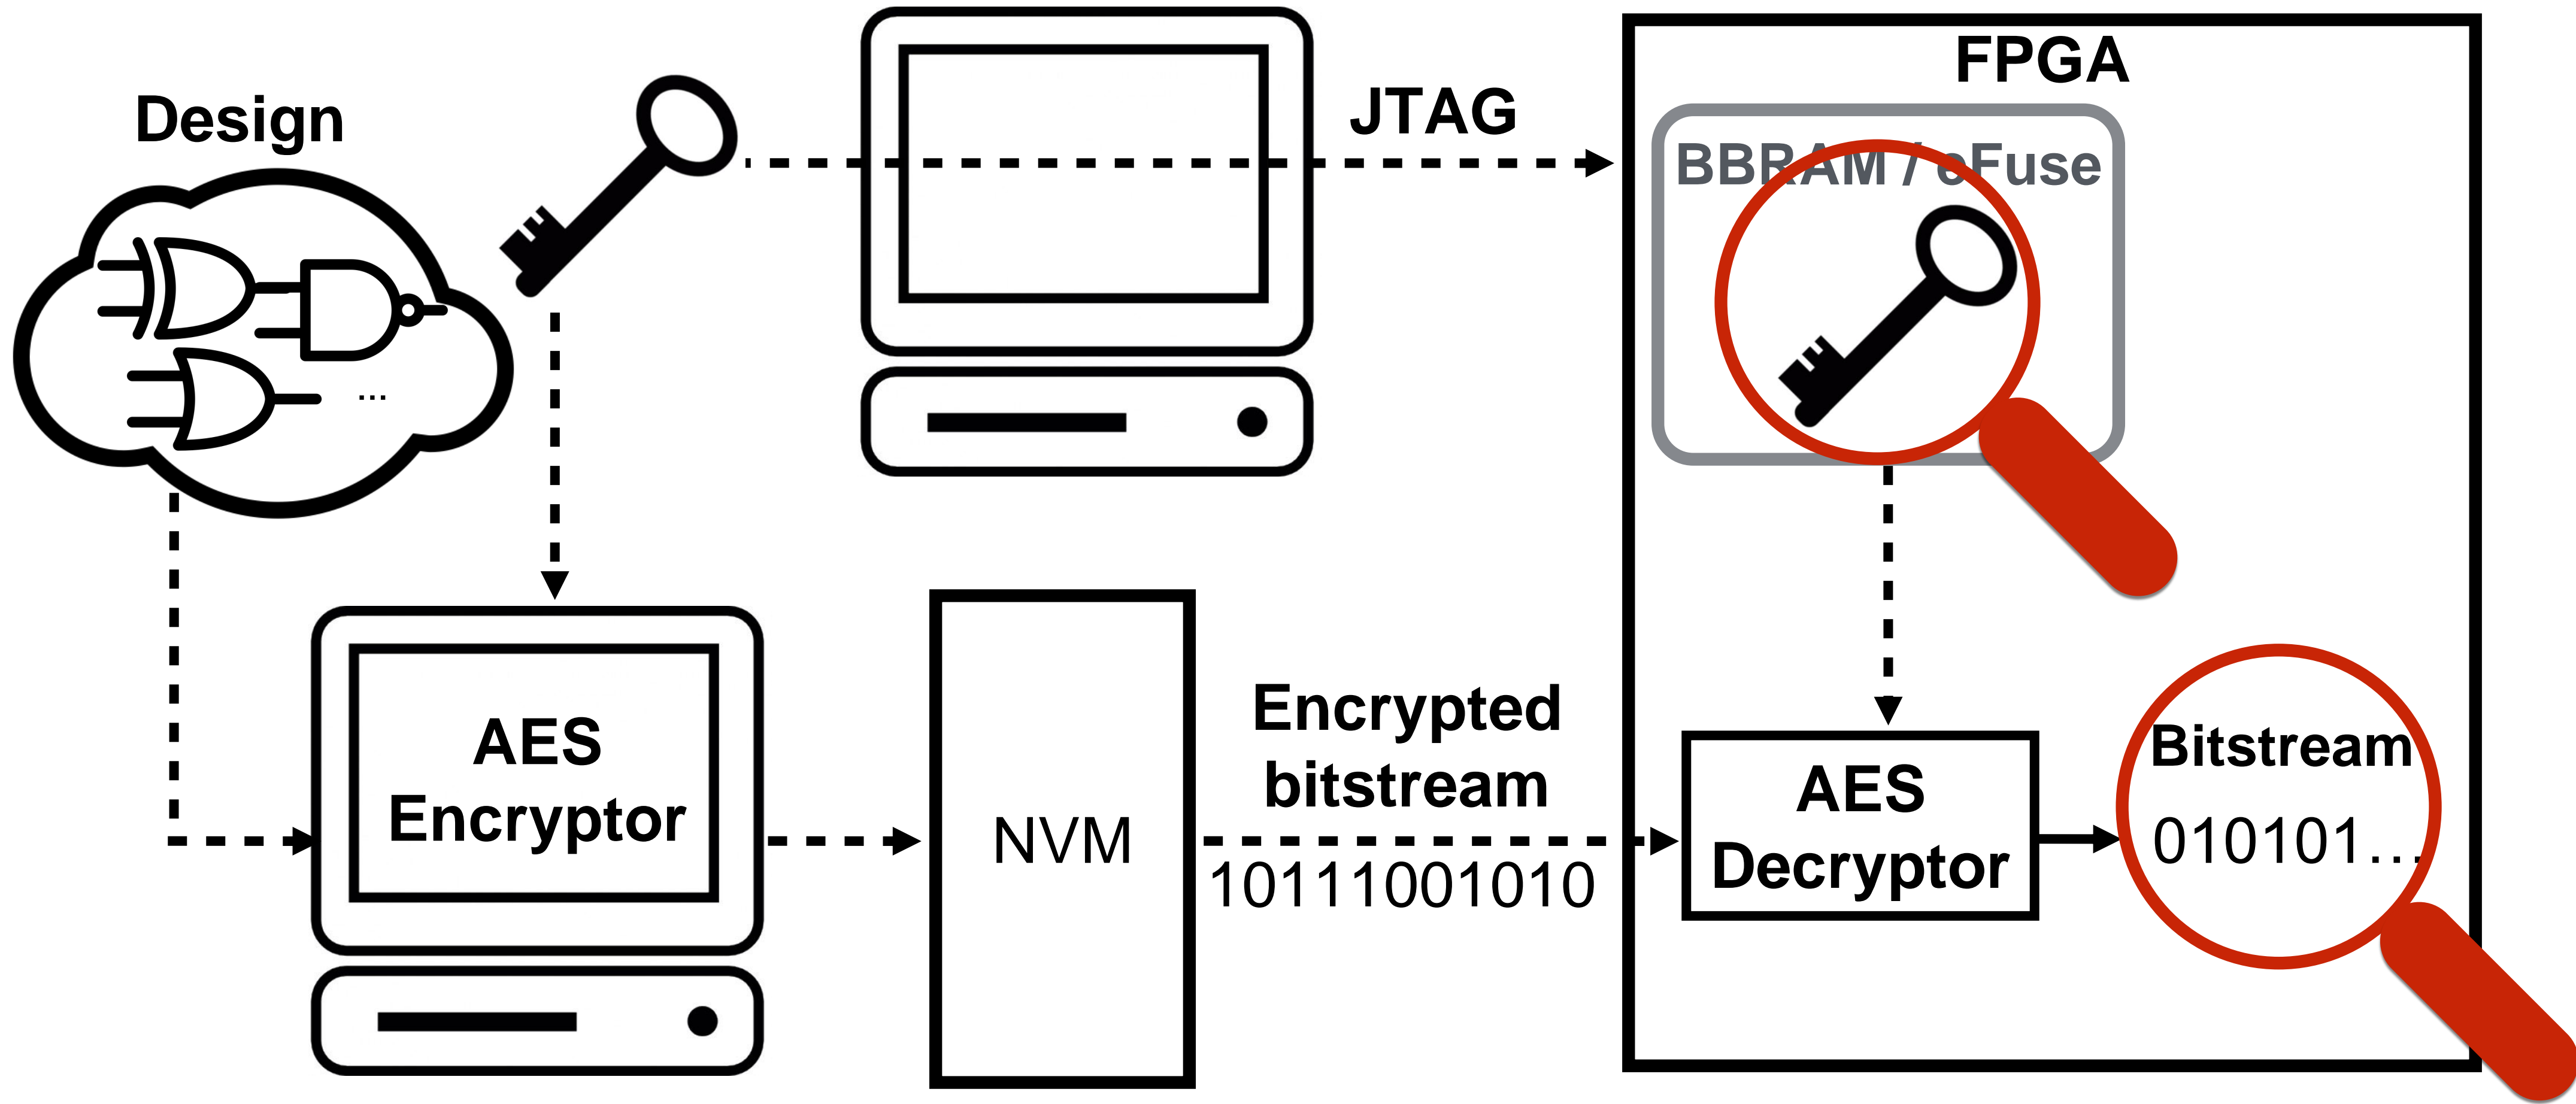 Design
...
JTAG
FPGA
BBRAM / eFuse
AES
Encryptor
NVM
Encrypted
bitstream
10111001010
AES
Decryptor
Bitstream
010101...